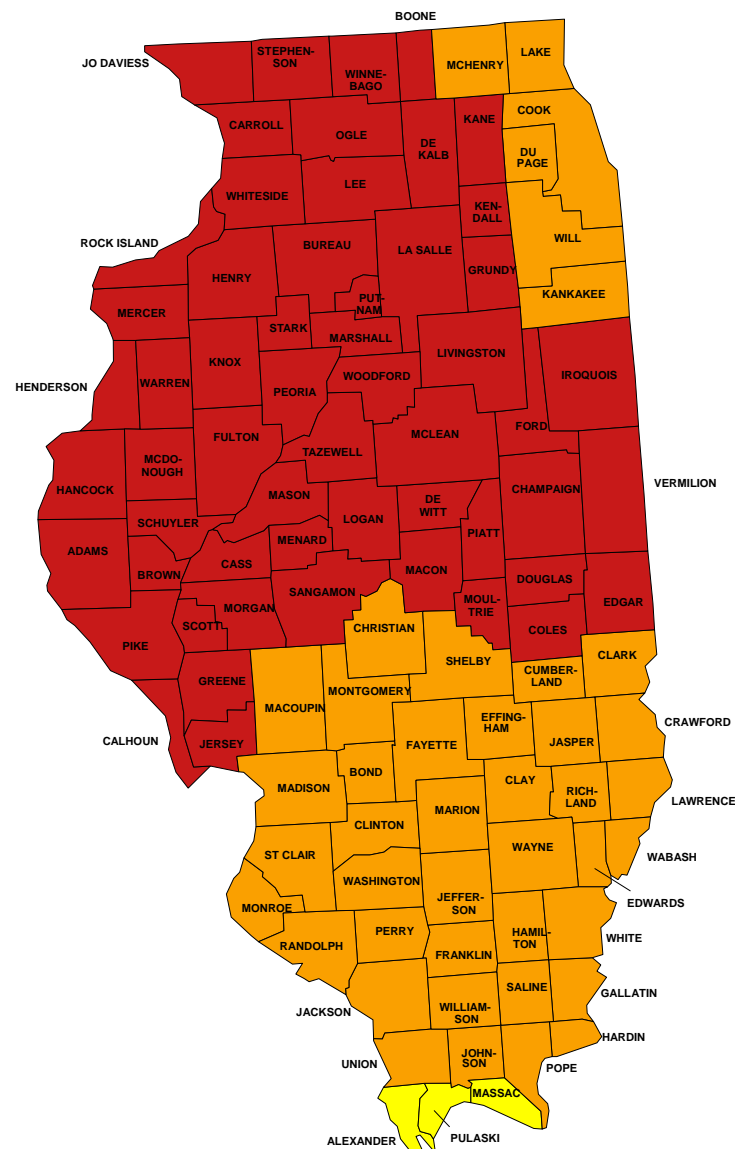 BOONE
JO DAVIESS
STEPHEN-
SON
WINNE-
BAGO
MCHENRY
LAKE
CARROLL
OGLE
DE
KALB
KANE
COOK
DU
PAGE
WHITESIDE
LEE
KEN-
DALL
ROCK ISLAND
HENRY
BUREAU
LA SALLE
GRUNDY
WILL
KANKAKEE
MERCER
STARK
PUT-
NAM
MARSHALL
LIVINGSTON
HENDERSON
WARREN
KNOX
PEORIA
WOODFORD
IROQUOIS
HANCOCK
MCDO-
NOUGH
FULTON
TAZEWELL
MCLEAN
FORD
VERMILION
SCHUYLER
MASON
LOGAN
DE
WITT
CHAMPAIGN
ADAMS
BROWN
CASS
MENARD
MACON
PIATT
DOUGLAS
EDGAR
PIKE
SCOTT
MORGAN
SANGAMON
CHRISTIAN
MOUL-
TRIE
COLES
GREENE
MACOUPIN
MONTGOMERY
SHELBY
CUMBER-
LAND
CLARK
CALHOUN
JERSEY
FAYETTE
EFFING-
HAM
JASPER
CRAWFORD
MADISON
BOND
CLAY
RICH-
LAND
LAWRENCE
CLINTON
MARION
ST CLAIR
WAYNE
WABASH
WASHINGTON
JEFFER-
SON
EDWARDS
MONROE
RANDOLPH
PERRY
FRANKLIN
HAMIL-
TON
WHITE
JACKSON
WILLIAM-
SON
SALINE
GALLATIN
UNION
JOHN-
SON
HARDIN
POPE
MASSAC
ALEXANDER
PULASKI